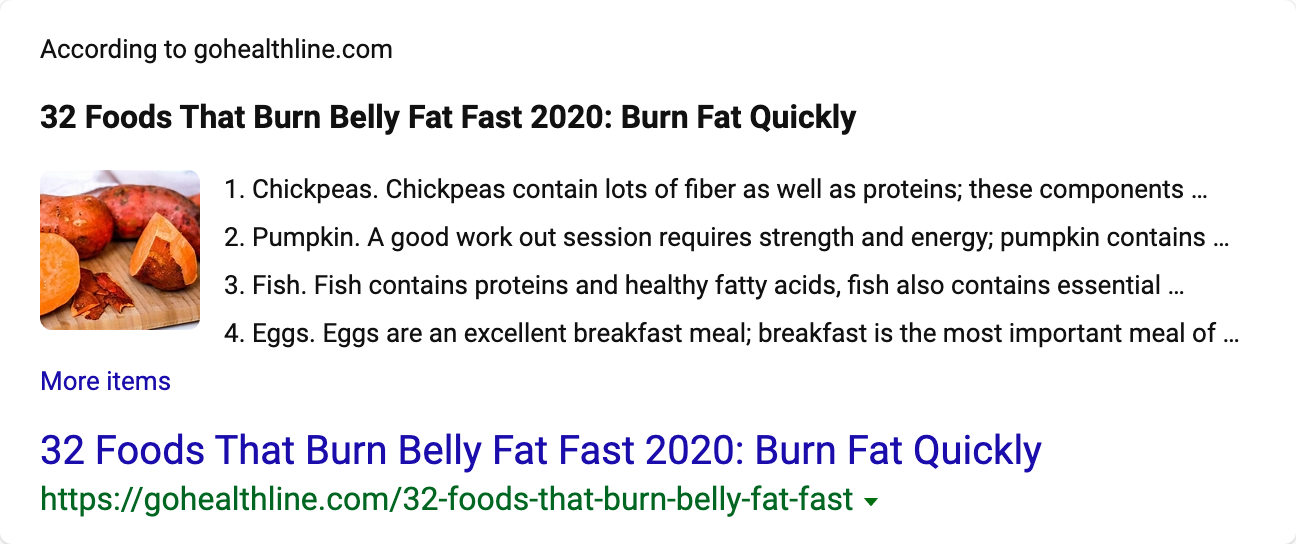 According to gohealthline.com
32 Foods That Burn Belly Fat Fast 2020: Burn Fat Quickly
1. Chickpeas. Chickpeas contain lots of fiber as well as proteins; these components ...
2. Pumpkin. A good work out session requires strength and energy; pumpkin contains ...
3. Fish. Fish contains proteins and healthy fatty acids, fish also contains essential ...
4. Eggs. Eggs are an excellent breakfast meal; breakfast is the most important meal of ...
More items
32 Foods That Burn Belly Fat Fast 2020: Burn Fat Quickly
https://gohealthline.com/32-foods-that-burn-belly-fat-fast